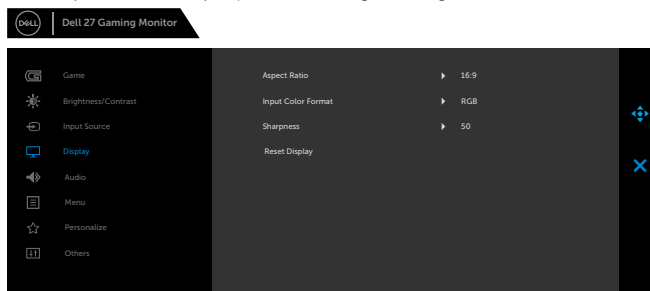 DELL
Dell 27 Gaming Monitor
Game
Brightness/Contrast
Input Source
Display
Audio
Menu
Personalize
Others
Aspect Ratio 16:9
Input Color Format RGB
Sharpness 50
Reset Display